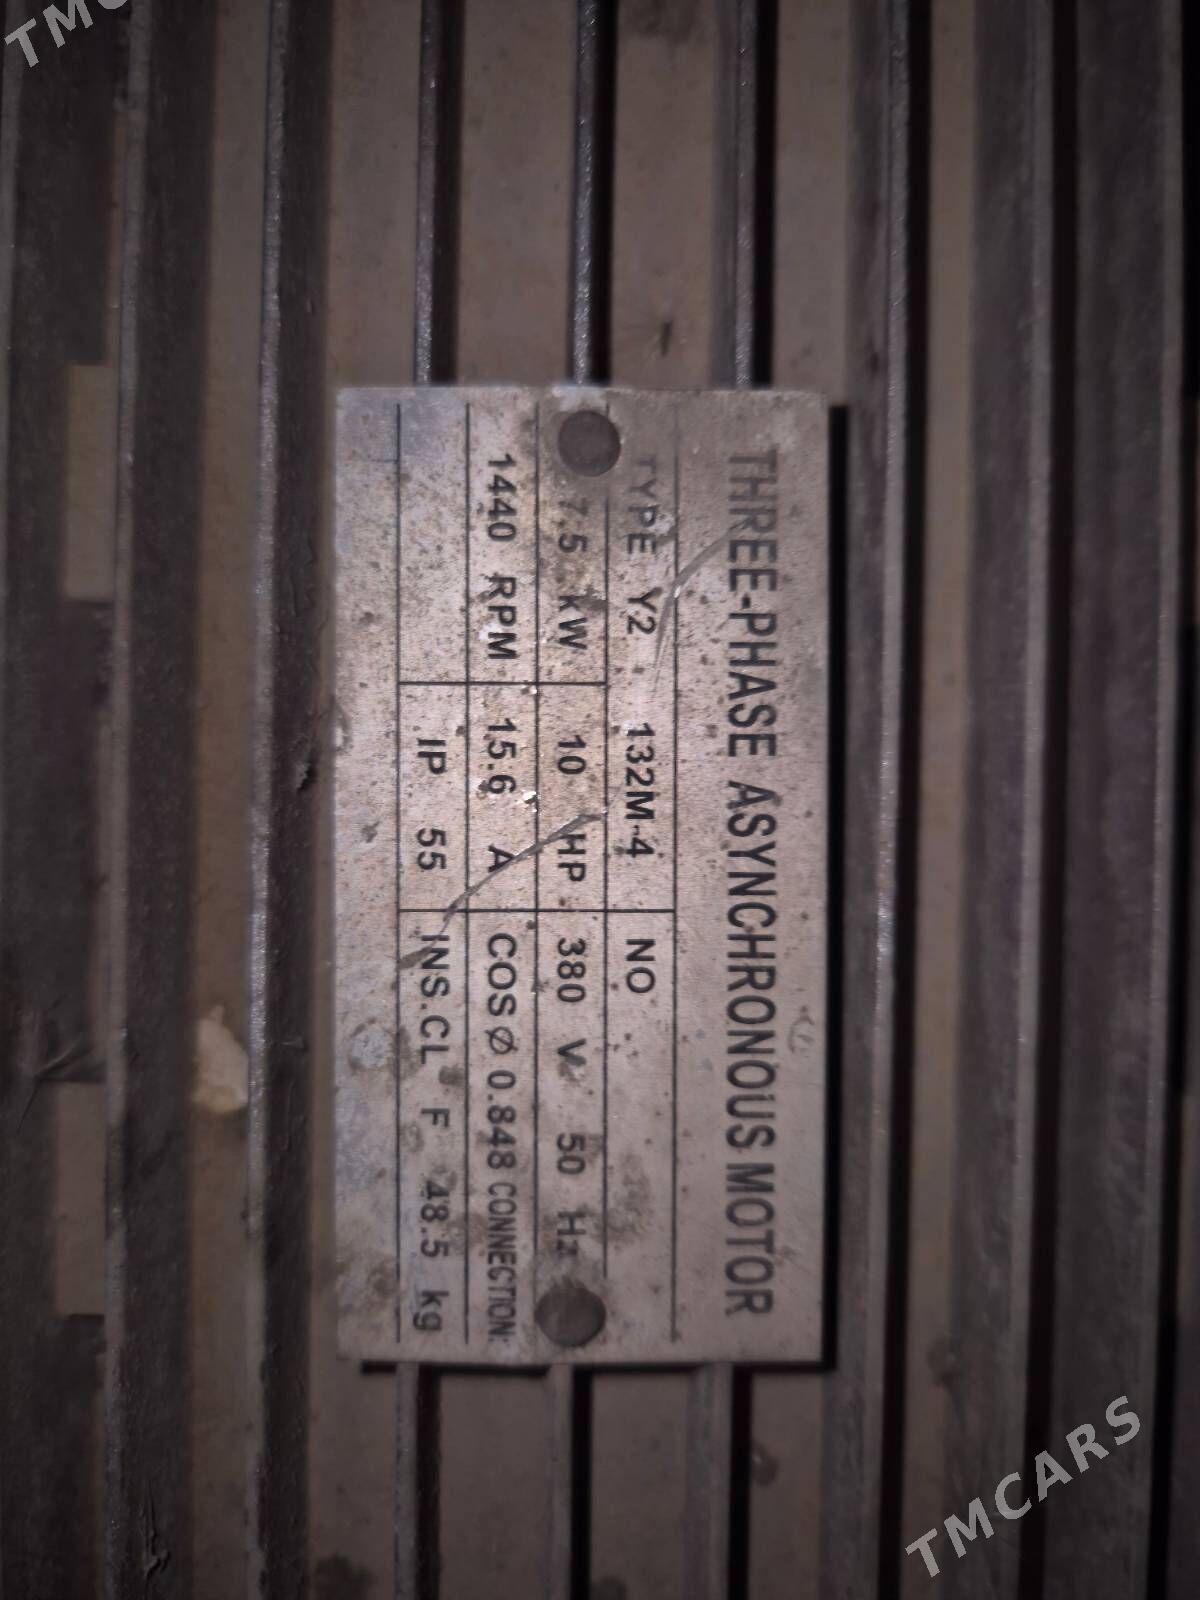 THREE-PHASE ASYNCHRONOUS MOTOR
TYPE Y2 132M-4 NO
7.5 kW 10 HP 380 V 50 Hz
1440 RPM 15.6 A COSØ 0.848 CONNECTION:
IP 55 INS.CL F 48.5 kg
TMCARS